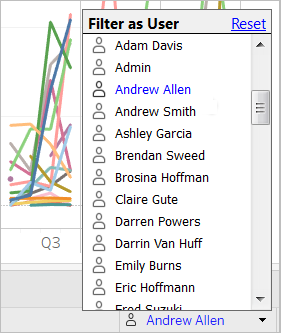 Filter as User Reset
Adam Davis
Admin
Andrew Allen
Andrew Smith
Ashley Garcia
Brendan Sweed
Brosina Hoffman
Claire Gute
Darren Powers
Darrin Van Huff
Emily Burns
Eric Hoffmann
Fred Suzuki
Q3
Andrew Allen